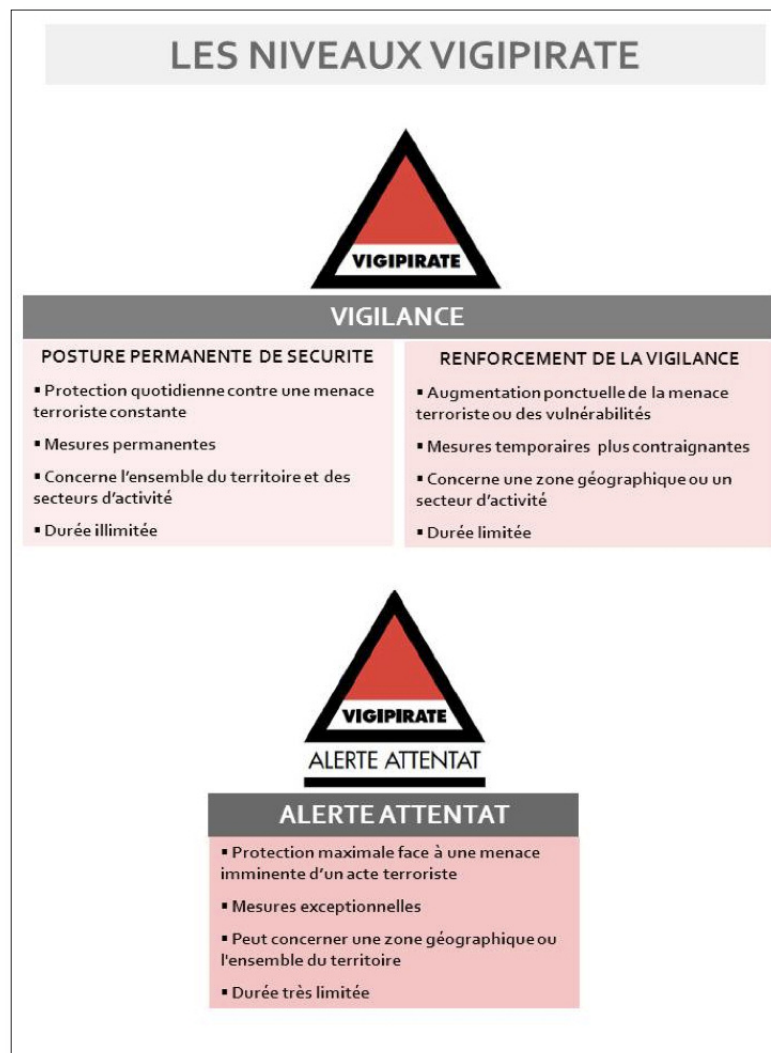 LES NIVEAUX VIGIPIRATE
VIGIPIRATE
VIGILANCE
POSTURE PERMANENTE DE SECURITE
▪ Protection quotidienne contre une menace
terroriste constante
▪ Mesures permanentes
▪ Concerne l'ensemble du territoire et des
secteurs d'activité
▪ Durée illimitée
RENFORCEMENT DE LA VIGILANCE
▪ Augmentation ponctuelle de la menace
terroriste ou des vulnérabilités
▪ Mesures temporaires plus contraignantes
▪ Concerne une zone géographique ou un
secteur d'activité
▪ Durée limitée
VIGIPIRATE
ALERTE ATTENTAT
ALERTE ATTENTAT
▪ Protection maximale face à une menace
imminente d'un acte terroriste
▪ Mesures exceptionnelles
▪ Peut concerner une zone géographique ou
l'ensemble du territoire
▪ Durée très limitée